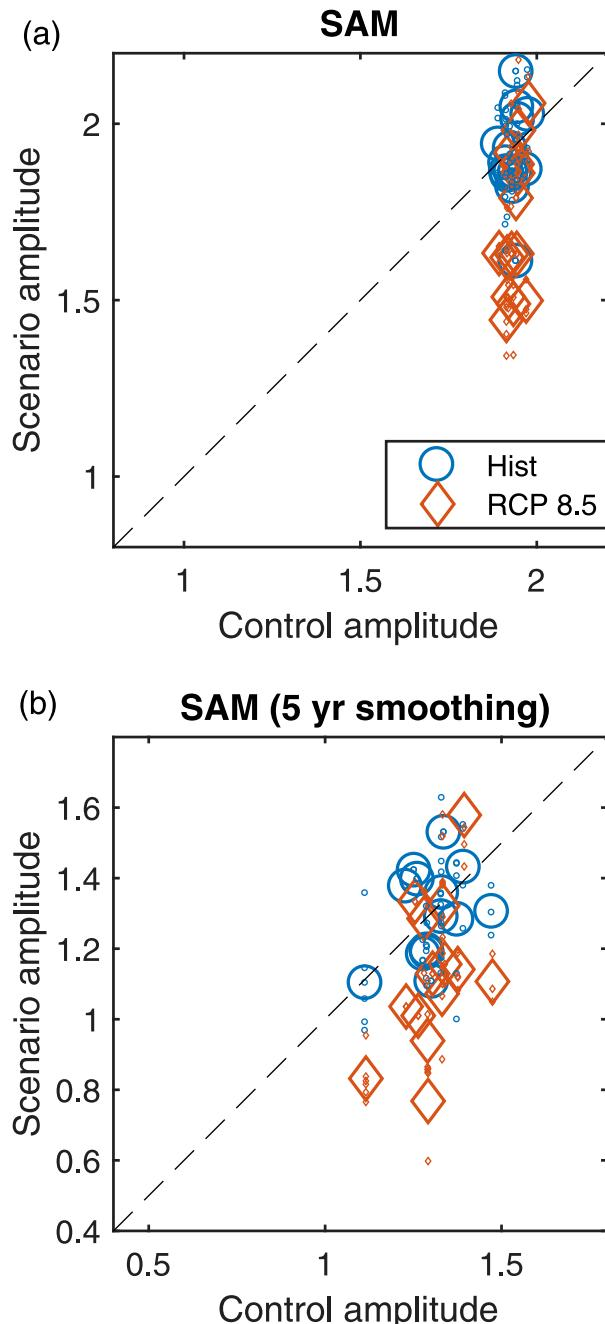 (a)
SAM
2
1.5
1
Scenario amplitude
Hist
RCP 8.5
1
1.5
2
Control amplitude
(b)
SAM (5 yr smoothing)
1.6
1.4
1.2
1
0.8
0.6
0.4
Scenario amplitude
0.5
1
1.5
Control amplitude